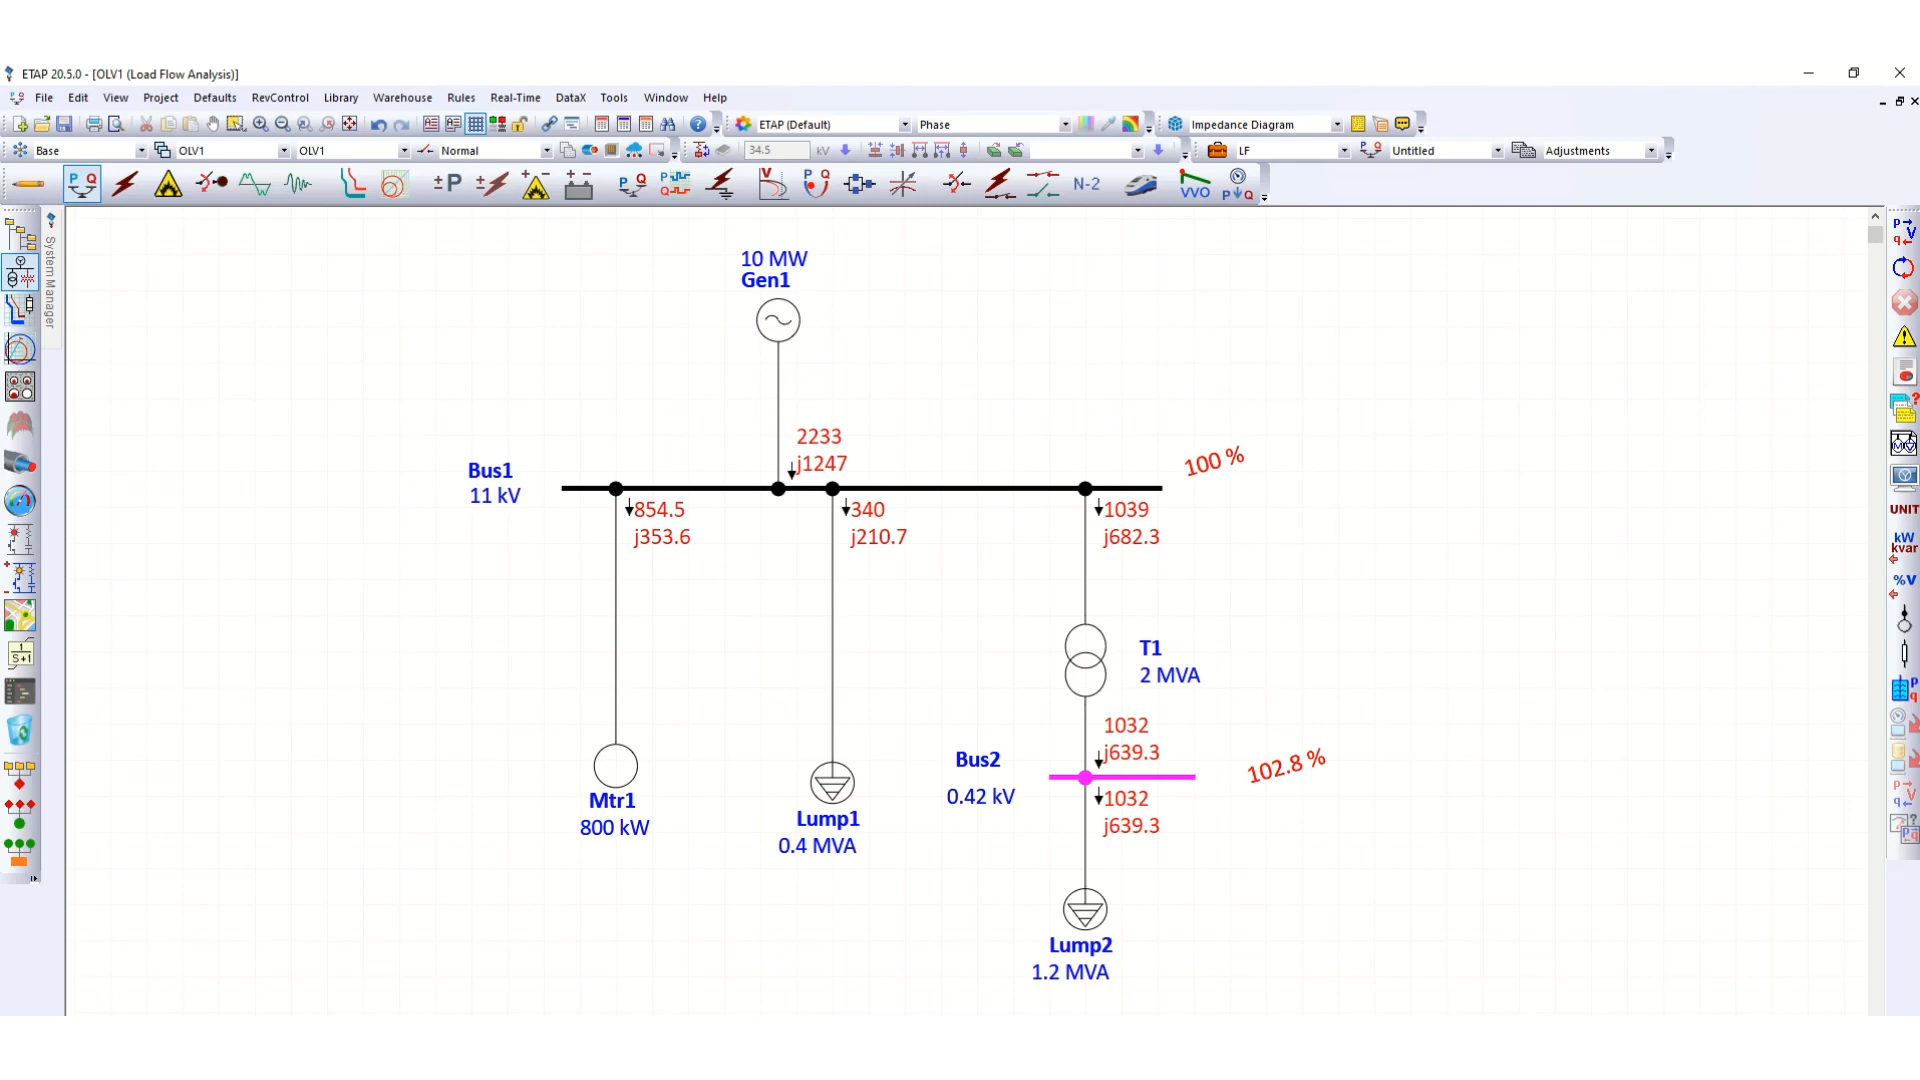 ETAP 20.5.0 - [OLV1 (Load Flow Analysis)]
File Edit View Project Defaults RevControl Library Warehouse Rules Real-Time DataX Tools Window Help
ETAP (Default) Phase Impedance Diagram
Base OLV1 OLV1 Normal 34.5 kV LF Untitled Adjustments
P Q ± P P Q P Q V P Q N-2 VVO P Q
System Manager
10 MW
Gen1
2233
j1247
Bus1
11 kV
100 %
854.5
j353.6
340
j210.7
1039
j682.3
T1
2 MVA
1032
j639.3
Bus2
0.42 kV
102.8 %
1032
j639.3
Mtr1
800 kW
Lump1
0.4 MVA
Lump2
1.2 MVA
1
S+1
UNIT
kW
kvar
%V